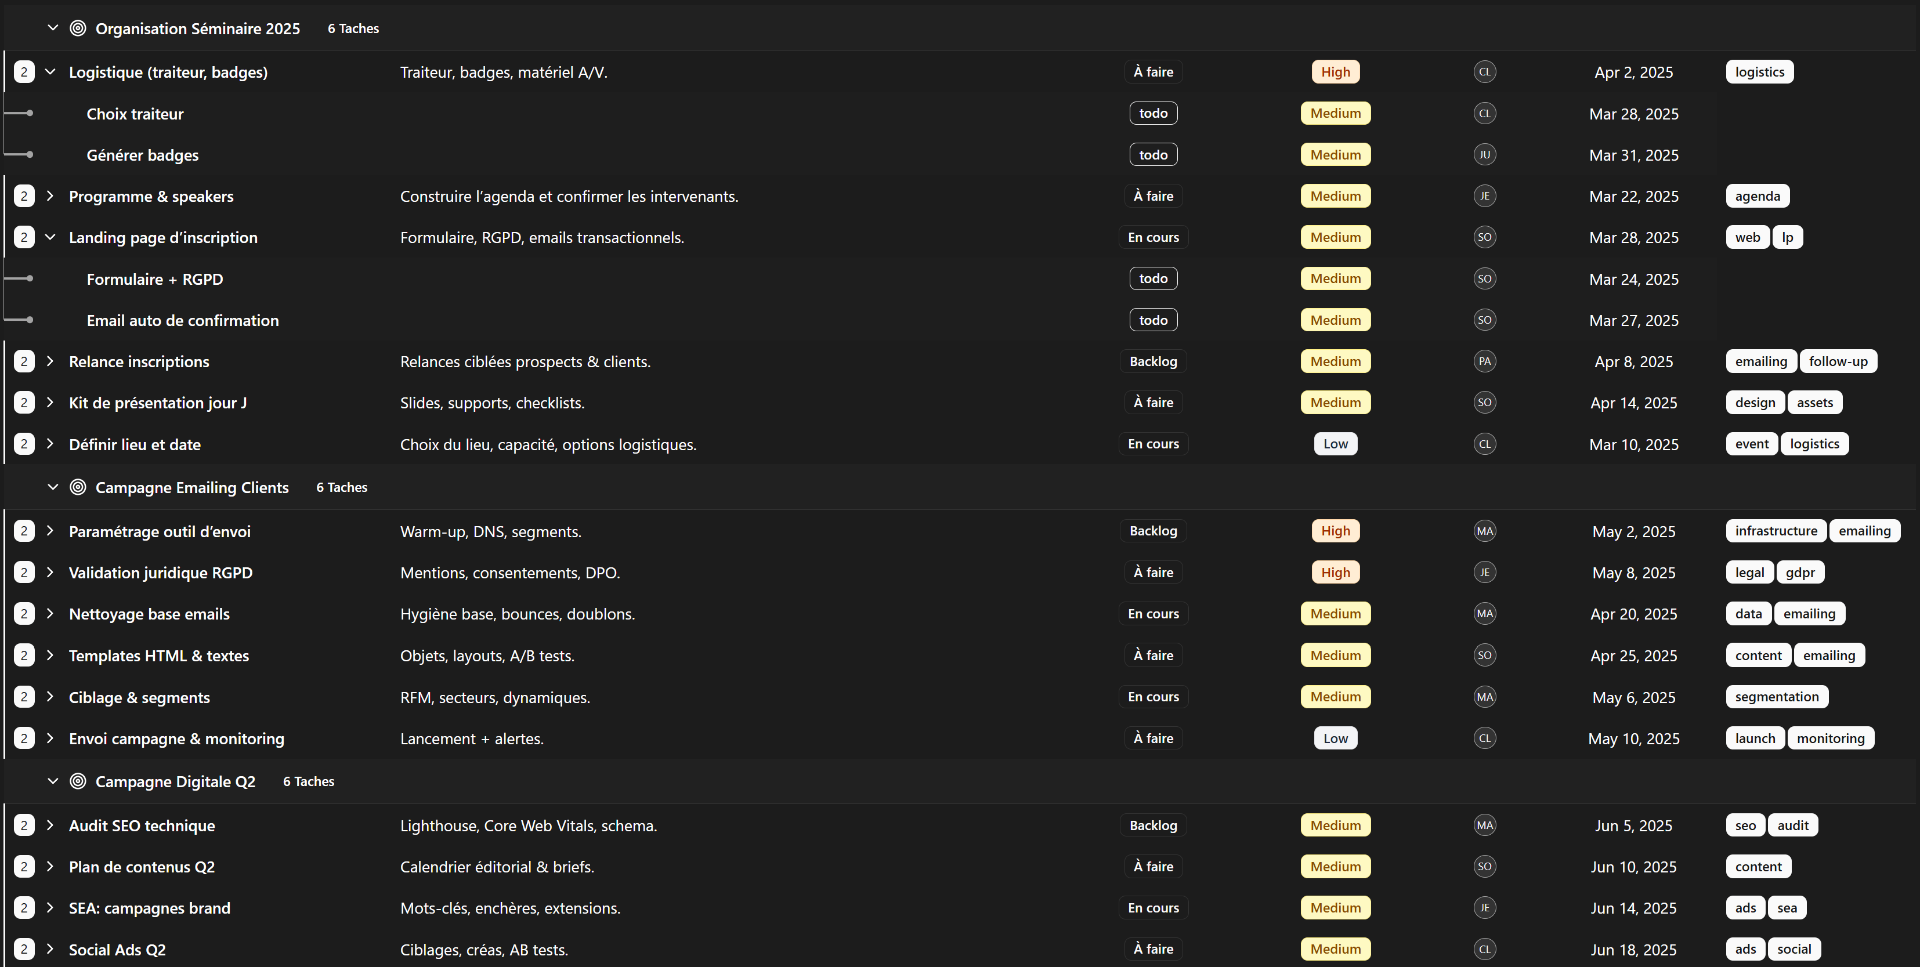 Organisation Séminaire 2025 6 Taches
2 Logistique (traiteur, badges) Traiteur, badges, matériel A/V. À faire High CL Apr 2, 2025 logistics
Choix traiteur todo Medium CL Mar 28, 2025
Générer badges todo Medium JU Mar 31, 2025
2 Programme & speakers Construire l’agenda et confirmer les intervenants. À faire Medium JE Mar 22, 2025 agenda
2 Landing page d’inscription Formulaire, RGPD, emails transactionnels. En cours Medium SO Mar 28, 2025 web lp
Formulaire + RGPD todo Medium SO Mar 24, 2025
Email auto de confirmation todo Medium SO Mar 27, 2025
2 Relance inscriptions Relances ciblées prospects & clients. Backlog Medium PA Apr 8, 2025 emailing follow-up
2 Kit de présentation jour J Slides, supports, checklists. À faire Medium SO Apr 14, 2025 design assets
2 Définir lieu et date Choix du lieu, capacité, options logistiques. En cours Low CL Mar 10, 2025 event logistics
Campagne Emailing Clients 6 Taches
2 Paramétrage outil d’envoi Warm-up, DNS, segments. Backlog High MA May 2, 2025 infrastructure emailing
2 Validation juridique RGPD Mentions, consentements, DPO. À faire High JE May 8, 2025 legal gdpr
2 Nettoyage base emails Hygiène base, bounces, doublons. En cours Medium MA Apr 20, 2025 data emailing
2 Templates HTML & textes Objets, layouts, A/B tests. À faire Medium SO Apr 25, 2025 content emailing
2 Ciblage & segments RFM, secteurs, dynamiques. En cours Medium MA May 6, 2025 segmentation
2 Envoi campagne & monitoring Lancement + alertes. À faire Low CL May 10, 2025 launch monitoring
Campagne Digitale Q2 6 Taches
2 Audit SEO technique Lighthouse, Core Web Vitals, schema. Backlog Medium MA Jun 5, 2025 seo audit
2 Plan de contenus Q2 Calendrier éditorial & briefs. À faire Medium SO Jun 10, 2025 content
2 SEA: campagnes brand Mots-clés, enchères, extensions. En cours Medium JE Jun 14, 2025 ads sea
2 Social Ads Q2 Ciblages, créas, AB tests. À faire Medium CL Jun 18, 2025 ads social